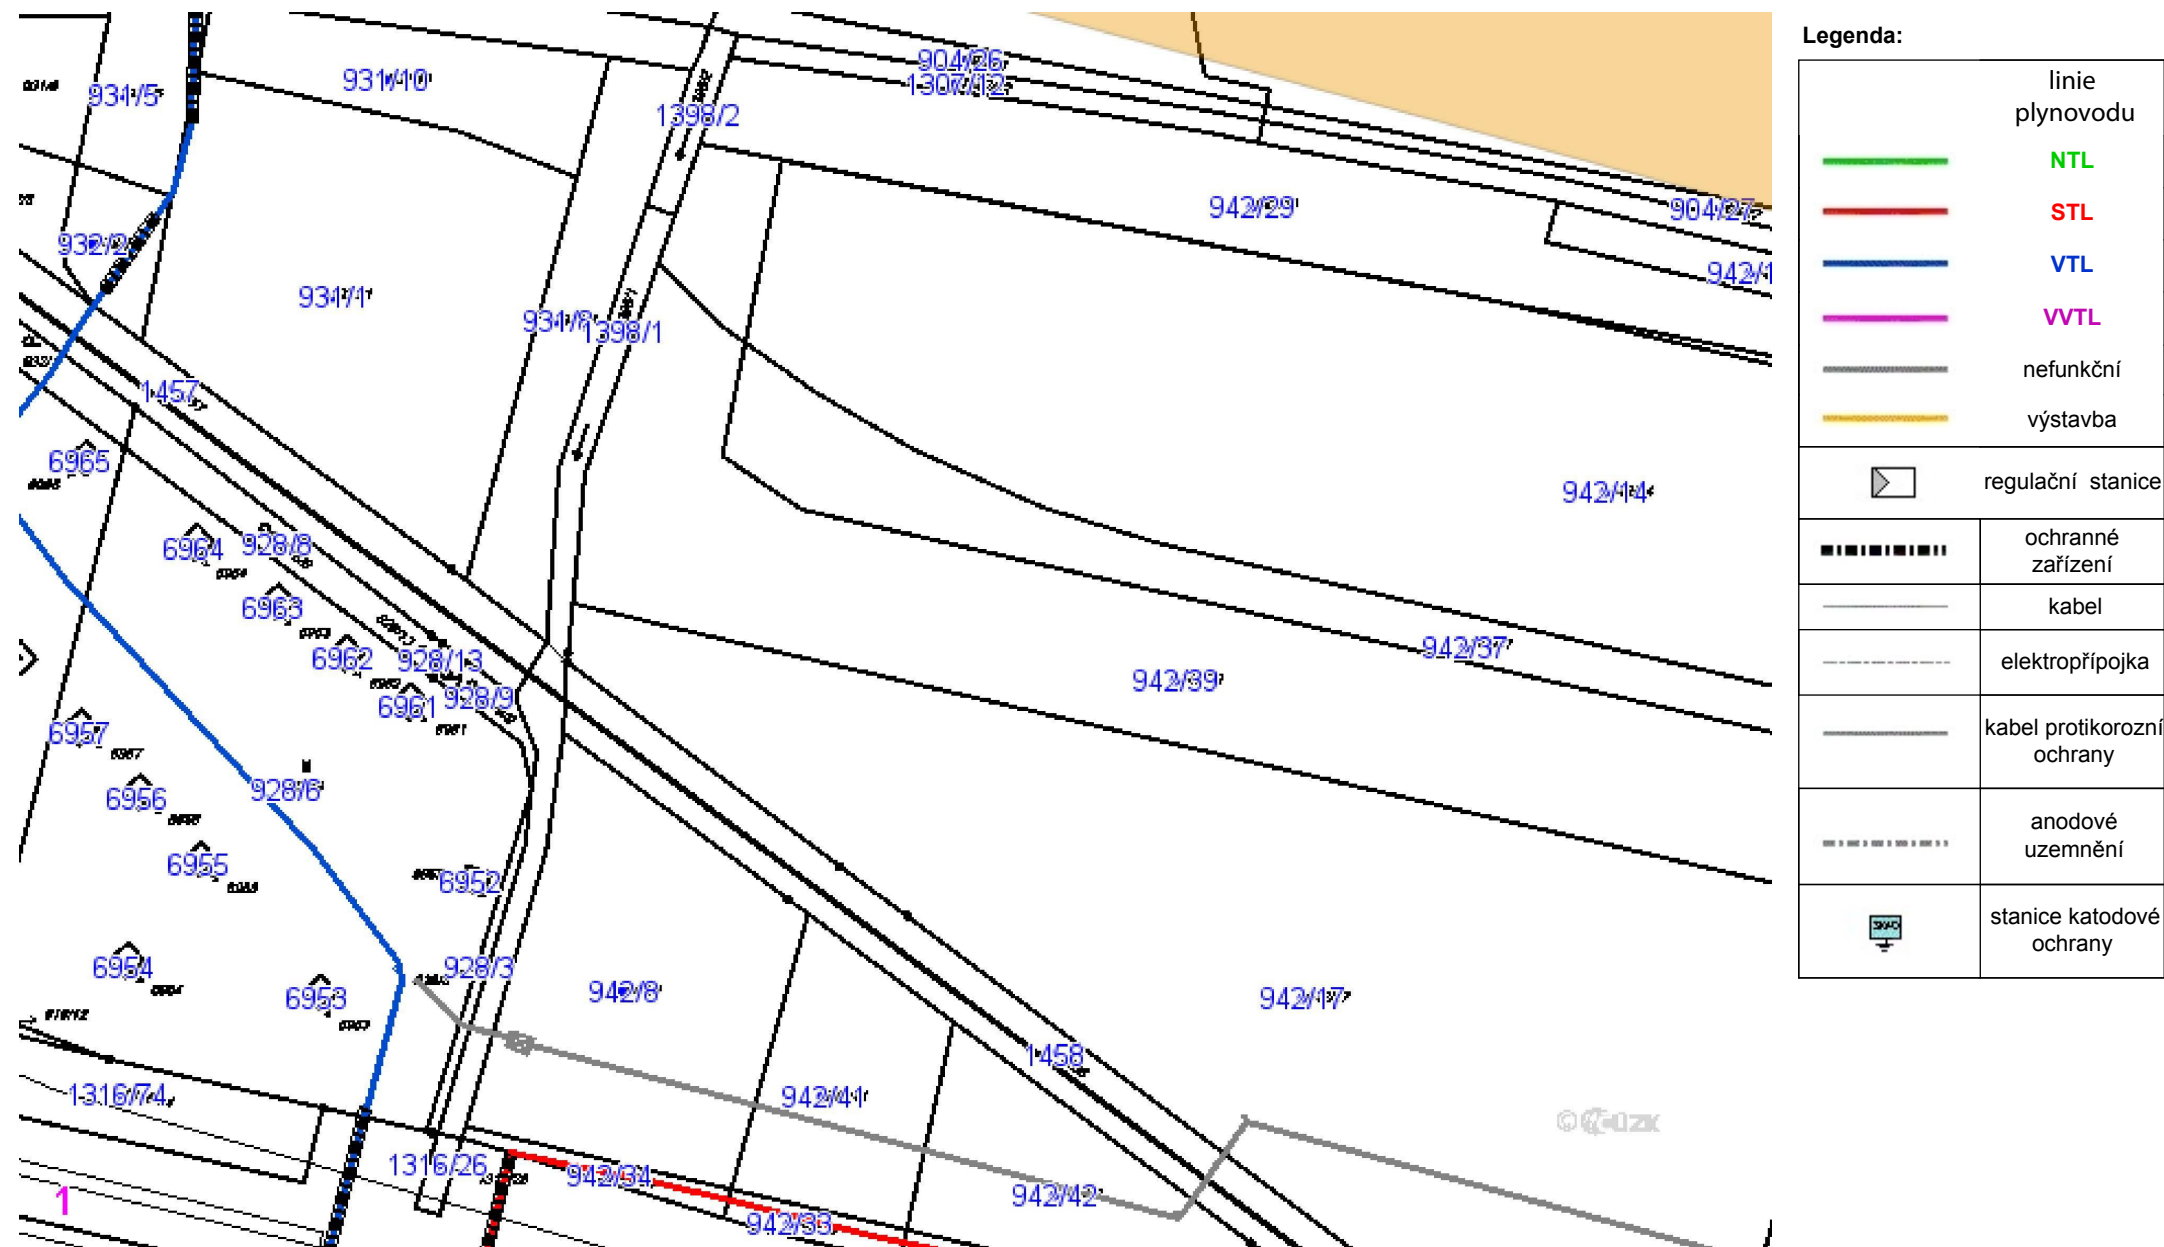 904/26
931/10
1307/12
931/5
1398/2
942/29
904/27
932/2
942/1
931/1
931/8
1398/1
1457
6965
942/14
6964
928/8
6963
942/37
6962
928/13
942/39
928/9
6961
6957
928/6
6956
6955
6952
6954
928/3
6953
942/8
942/17
1458
1316/74
942/41
1316/26
942/34
942/42
1
942/33
Legenda:
linie
plynovodu
NTL
STL
VTL
VVTL
nefunkční
výstavba
regulační stanice
ochranné
zařízení
kabel
elektropřípojka
kabel protikorozní
ochrany
anodové
uzemnění
stanice katodové
ochrany